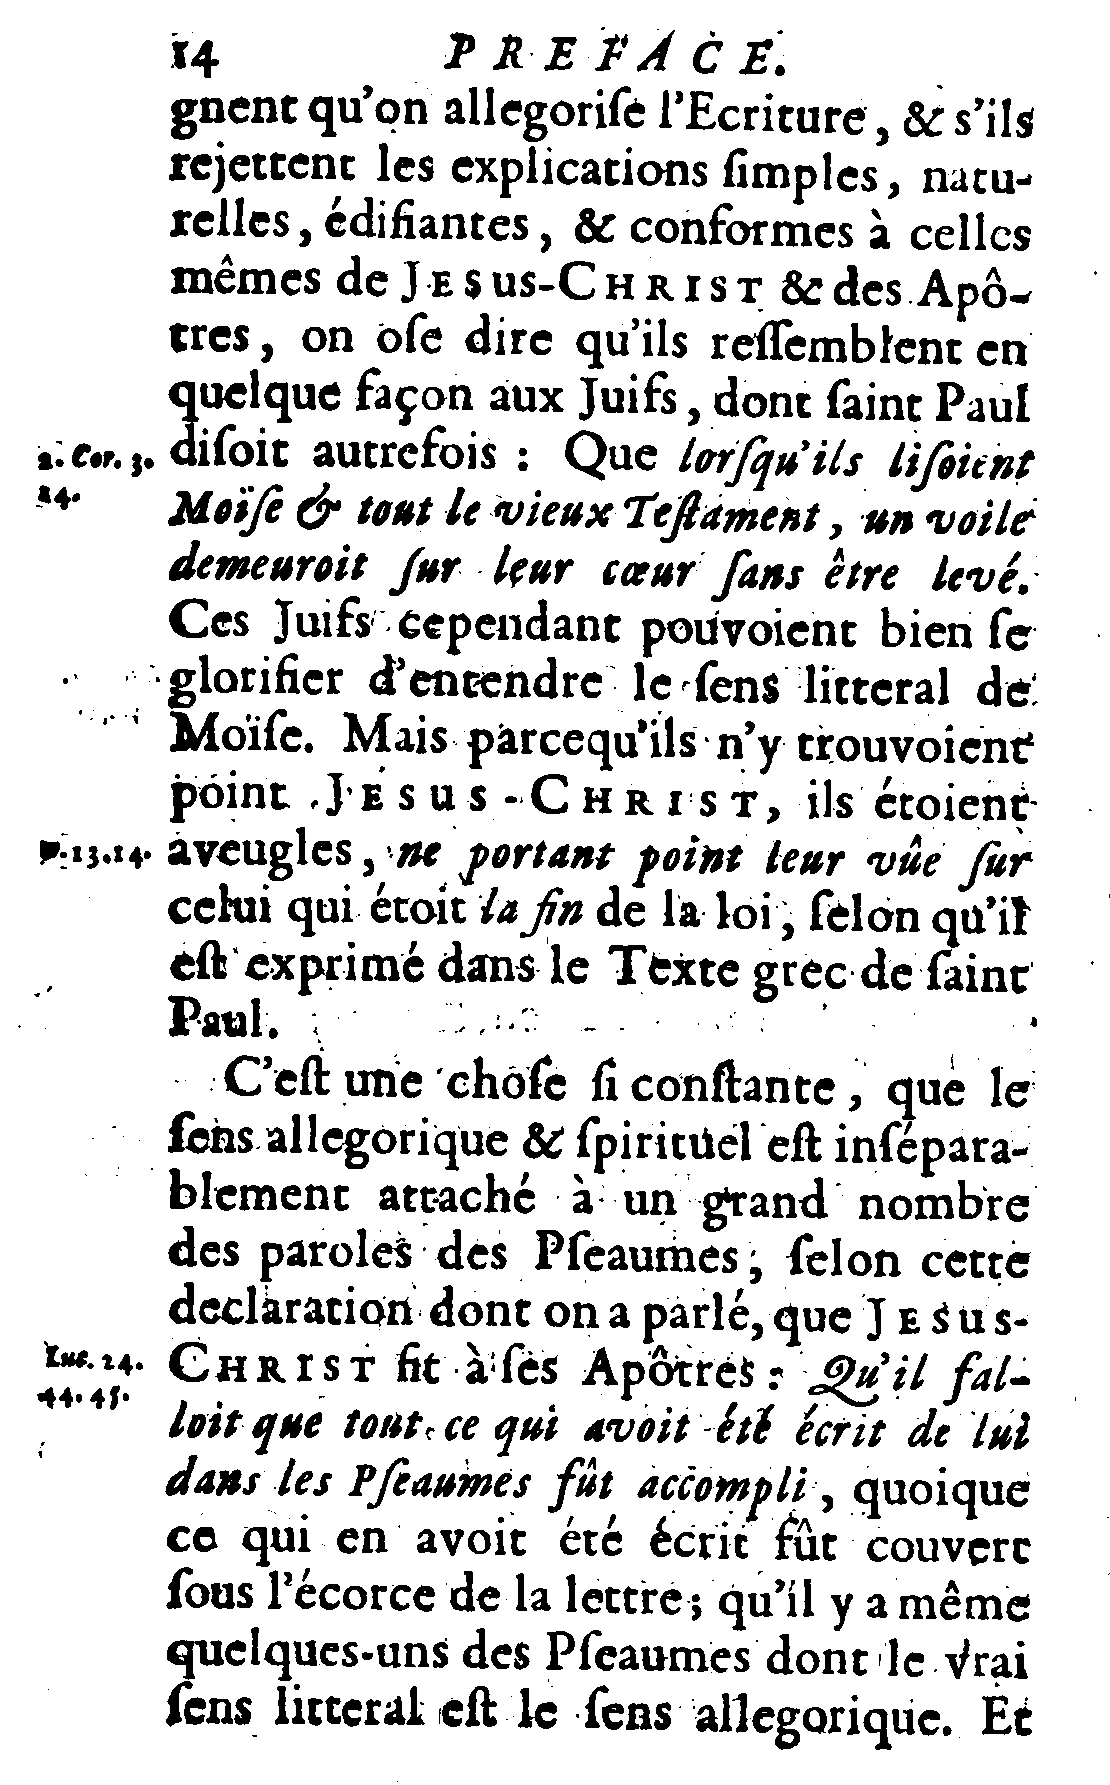 14 PREFACE.
gnent qu'on allegoriſe l'Ecriture, & s'ils
rejettent les explications ſimples, natu-
relles, édifiantes, & conformes à celles
mêmes de JESUS-CHRIST & des Apô-
tres, on oſe dire qu'ils reſſemblent en
quelque façon aux Juifs, dont ſaint Paul
2. Cor. 3. diſoit autrefois : Que lorſqu'ils liſoient
14. Moïſe & tout le vieux Teſtament, un voile
demeuroit ſur leur cœur ſans être levé.
Ces Juifs cependant pouvoient bien ſe
glorifier d'entendre le ſens litteral de
Moïſe. Mais parcequ'ils n'y trouvoient
point JESUS-CHRIST, ils étoient
v. 13.14. aveugles, ne portant point leur vûe ſur
celui qui étoit la fin de la loi, ſelon qu'il
eſt exprimé dans le Texte grec de ſaint
Paul.
C'eſt une choſe ſi conſtante, que le
ſens allegorique & ſpirituel eſt inſépara-
blement attaché à un grand nombre
des paroles des Pſeaumes; ſelon cette
declaration dont on a parlé, que JESUS-
Luc. 24. CHRIST fit à ſes Apôtres : Qu'il fal-
44. 45. loit que tout ce qui avoit été écrit de lui
dans les Pſeaumes fût accompli, quoique
ce qui en avoit été écrit fût couvert
ſous l'écorce de la lettre; qu'il y a même
quelques-uns des Pſeaumes dont le vrai
ſens litteral eſt le ſens allegorique. Et